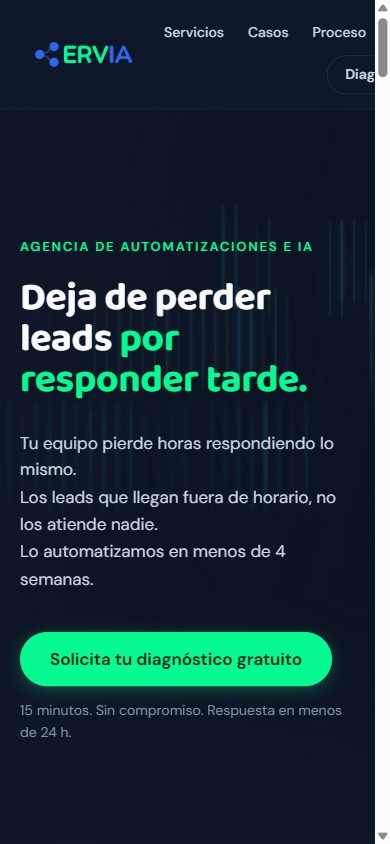 ERVIA
Servicios Casos Proceso
Diag
AGENCIA DE AUTOMATIZACIONES E IA
Deja de perder
leads por
responder tarde.
Tu equipo pierde horas respondiendo lo
mismo.
Los leads que llegan fuera de horario, no
los atiende nadie.
Lo automatizamos en menos de 4
semanas.
Solicita tu diagnóstico gratuito
15 minutos. Sin compromiso. Respuesta en menos
de 24 h.